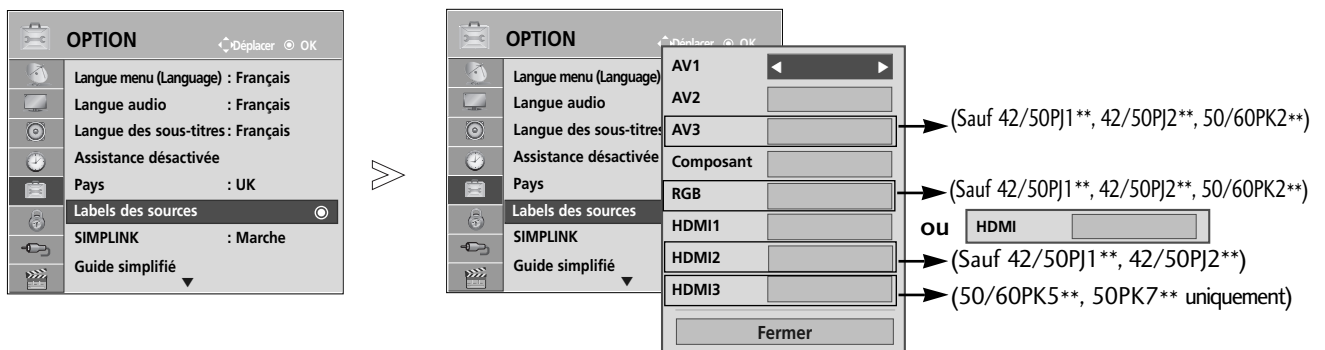 OPTION
Déplacer OK
Langue menu (Language) : Français
Langue audio : Français
Langue des sous-titres : Français
Assistance désactivée
Pays : UK
Labels des sources
SIMPLINK : Marche
Guide simplifié
OPTION
Déplacer OK
Langue menu (Language)
Langue audio
Langue des sous-titres
Assistance désactivée
Pays
Labels des sources
SIMPLINK
Guide simplifié
AV1
AV2
AV3
Composant
RGB
HDMI1
HDMI2
HDMI3
Fermer
(Sauf 42/50PJ1**, 42/50PJ2**, 50/60PK2**)
(Sauf 42/50PJ1**, 42/50PJ2**, 50/60PK2**)
ou HDMI
(Sauf 42/50PJ1**, 42/50PJ2**)
(50/60PK5**, 50PK7** uniquement)